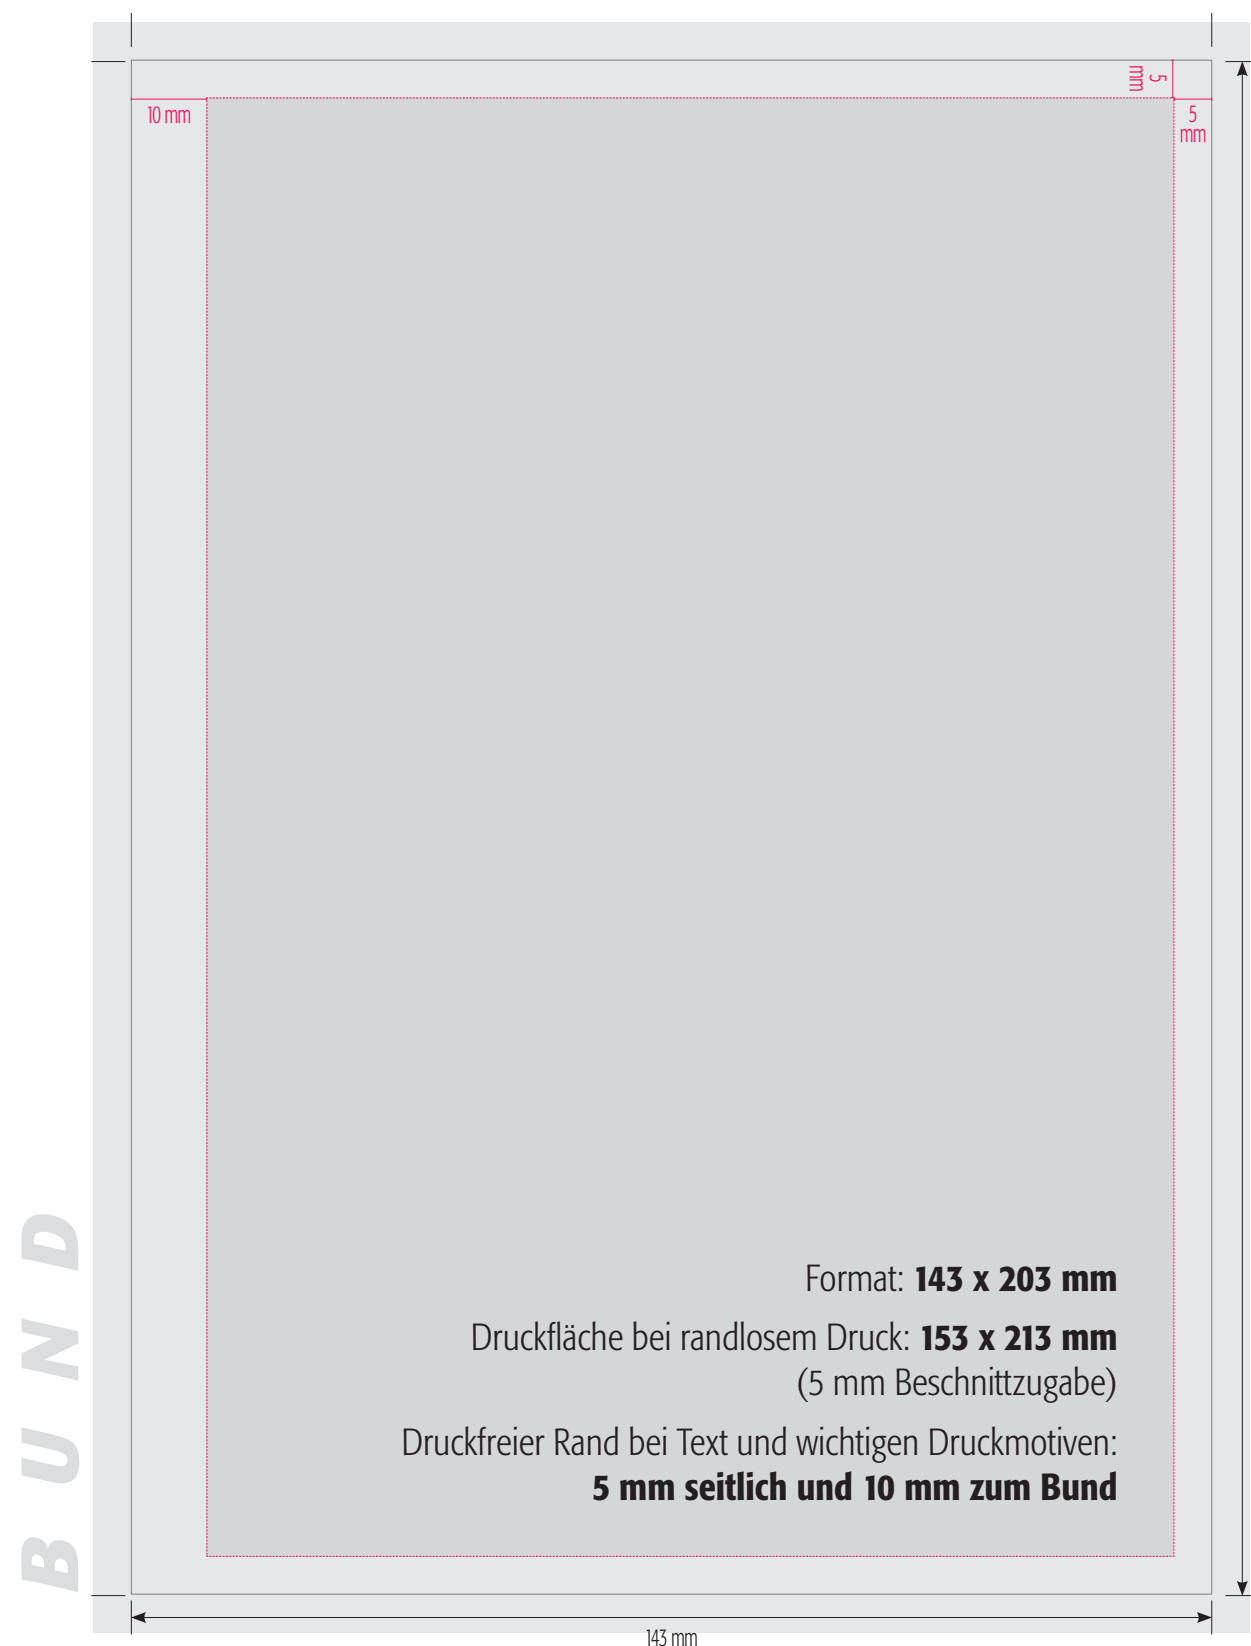 5
mm
10 mm
5
mm
Format: 143 x 203 mm
Druckfläche bei randlosem Druck: 153 x 213 mm
(5 mm Beschnittzugabe)
Druckfreier Rand bei Text und wichtigen Druckmotiven:
5 mm seitlich und 10 mm zum Bund
BUND
143 mm